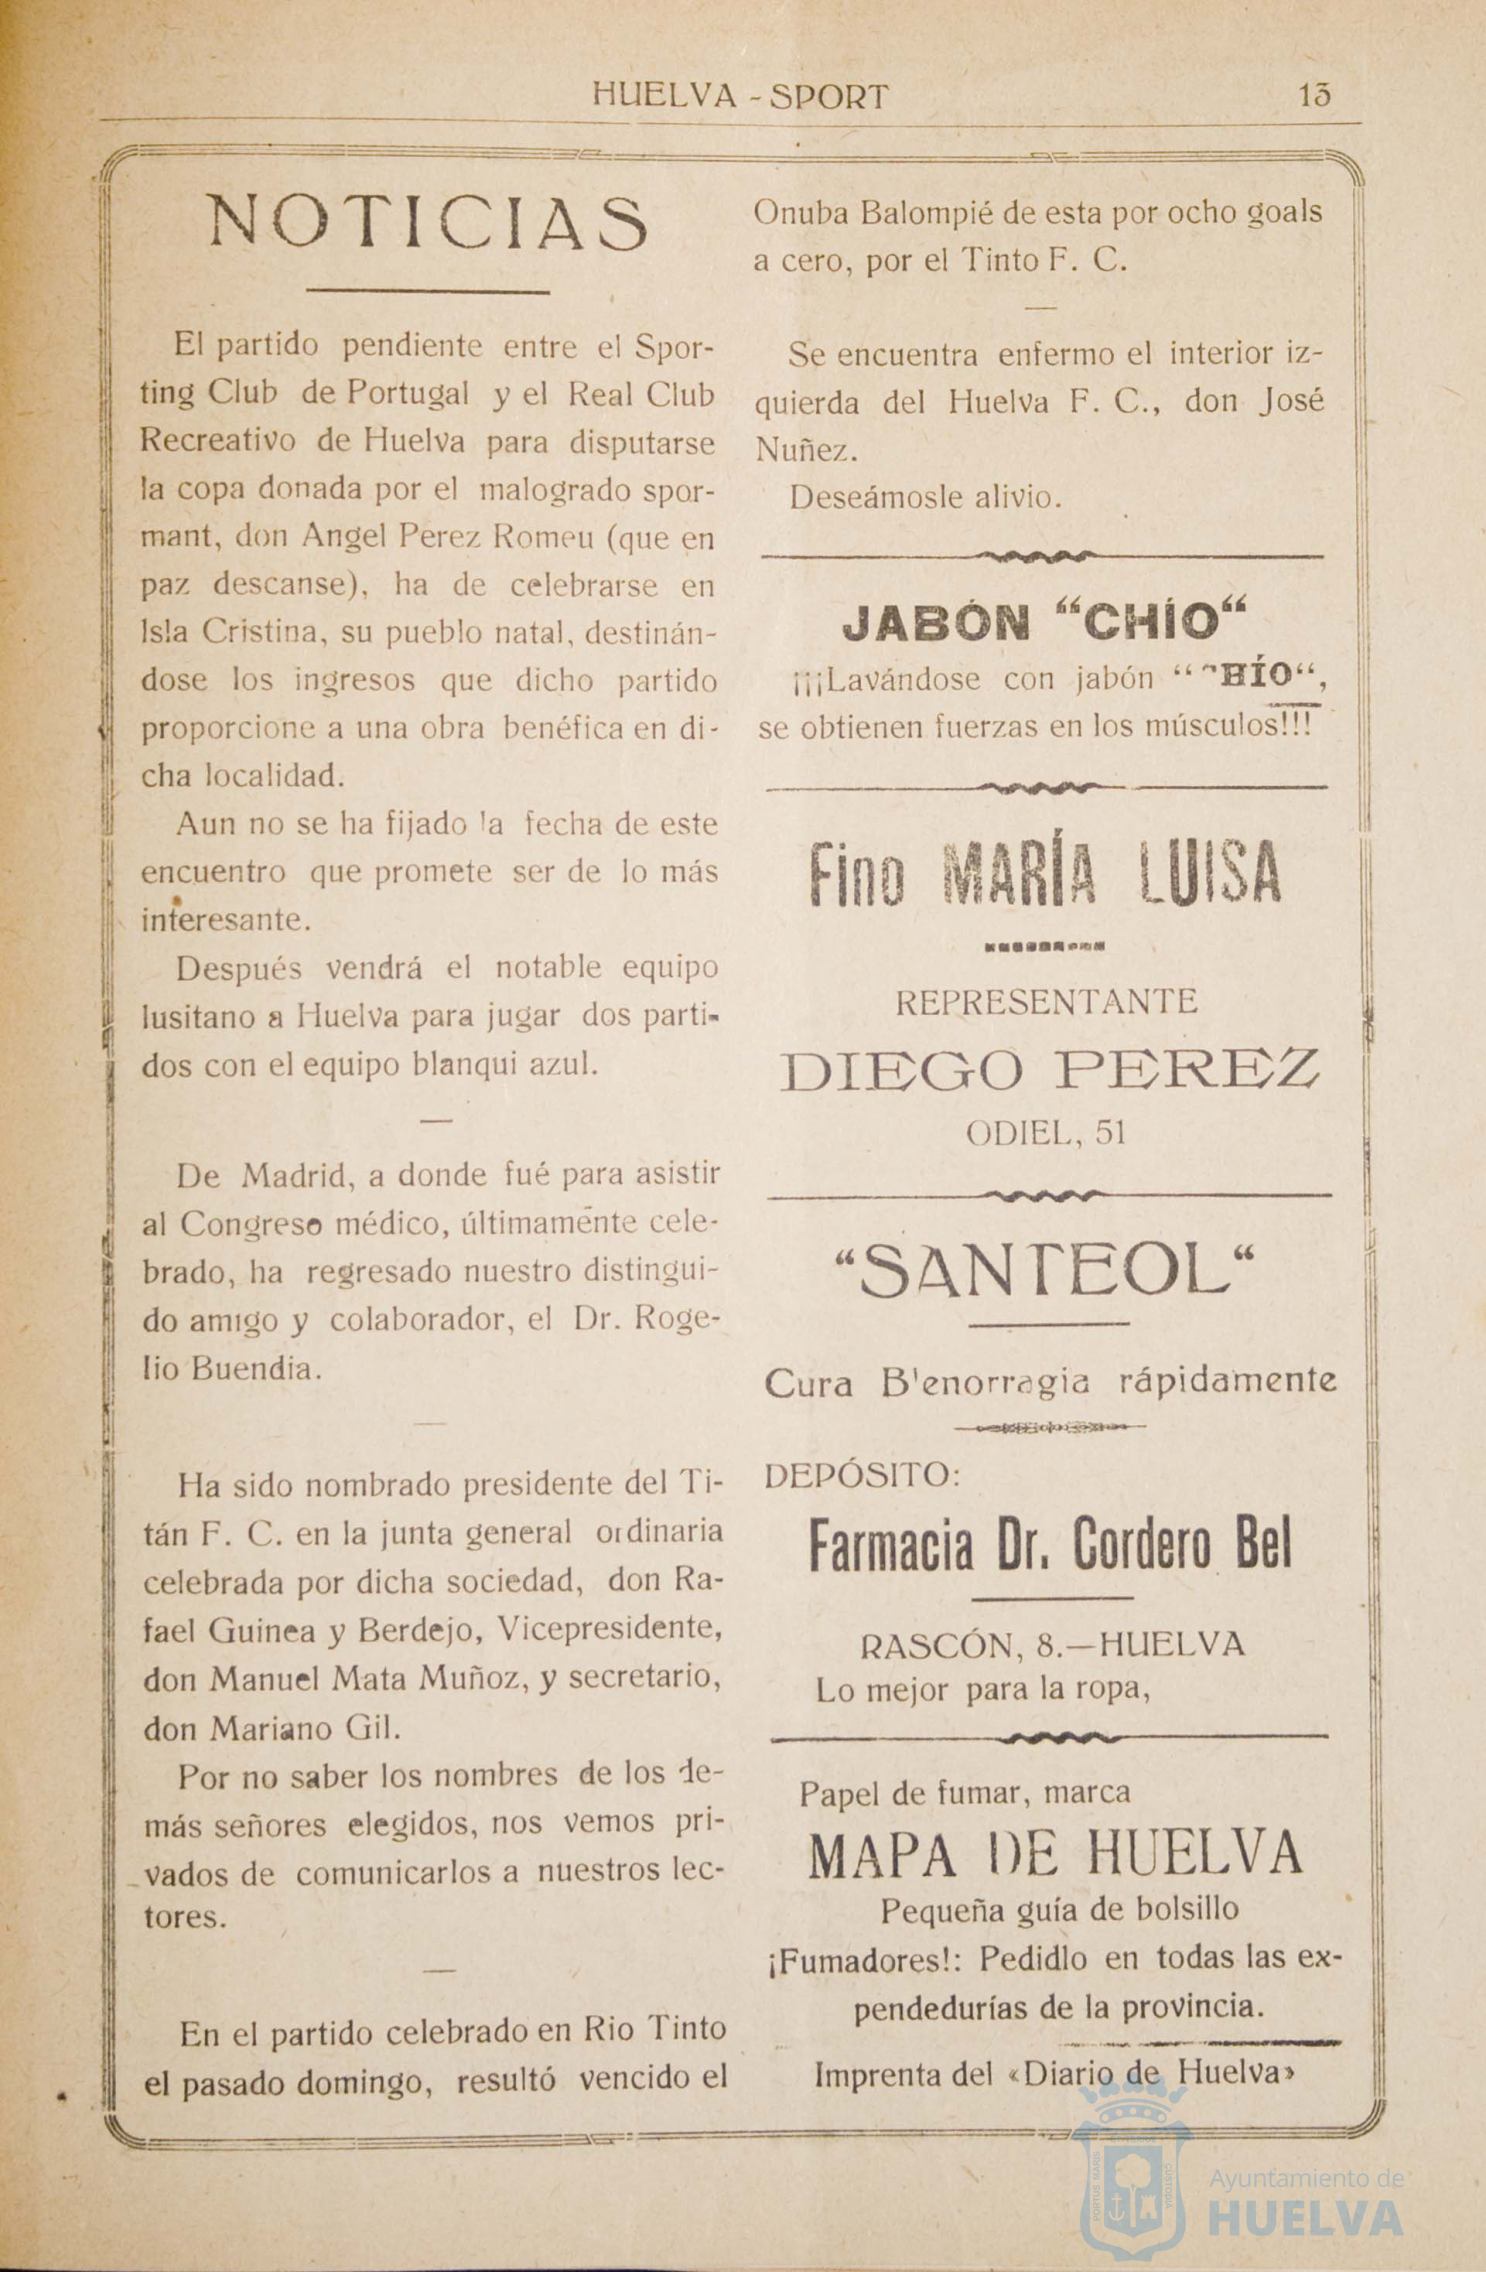 HUELVA - SPORT
13
NOTICIAS
El partido pendiente entre el Spor-
ting Club de Portugal y el Real Club
Recreativo de Huelva para disputarse
la copa donada por el malogrado spor-
mant, don Angel Perez Romeu (que en
paz descanse), ha de celebrarse en
Isla Cristina, su pueblo natal, destinán-
dose los ingresos que dicho partido
proporcione a una obra benéfica en di-
cha localidad.
Aun no se ha fijado la fecha de este
encuentro que promete ser de lo más
interesante.
Después vendrá el notable equipo
lusitano a Huelva para jugar dos parti-
dos con el equipo blanqui azul.
De Madrid, a donde fué para asistir
al Congreso médico, últimamente cele-
brado, ha regresado nuestro distingui-
do amigo y colaborador, el Dr. Roge-
lio Buendia.
Ha sido nombrado presidente del Ti-
tán F. C. en la junta general ordinaria
celebrada por dicha sociedad, don Ra-
fael Guinea y Berdejo, Vicepresidente,
don Manuel Mata Muñoz, y secretario,
don Mariano Gil.
Por no saber los nombres de los de-
más señores elegidos, nos vemos pri-
vados de comunicarlos a nuestros lec-
tores.
En el partido celebrado en Rio Tinto
el pasado domingo, resultó vencido el
Onuba Balompié de esta por ocho goals
a cero, por el Tinto F. C.
Se encuentra enfermo el interior iz-
quierda del Huelva F. C., don José
Nuñez.
Deseámosle alivio.
JABÓN “CHÍO“
¡¡¡Lavándose con jabón “CHÍO“,
se obtienen fuerzas en los músculos!!!
Fino MARÍA LUISA
REPRESENTANTE
DIEGO PEREZ
ODIEL, 51
“SANTEOL“
Cura B'enorragia rápidamente
DEPÓSITO:
Farmacia Dr. Cordero Bel
RASCÓN, 8.—HUELVA
Lo mejor para la ropa,
Papel de fumar, marca
MAPA DE HUELVA
Pequeña guía de bolsillo
¡Fumadores!: Pedidlo en todas las ex-
pendedurías de la provincia.
Imprenta del «Diario de Huelva»
PORTUS MARIS
CUSTODIA
Ayuntamiento de
HUELVA